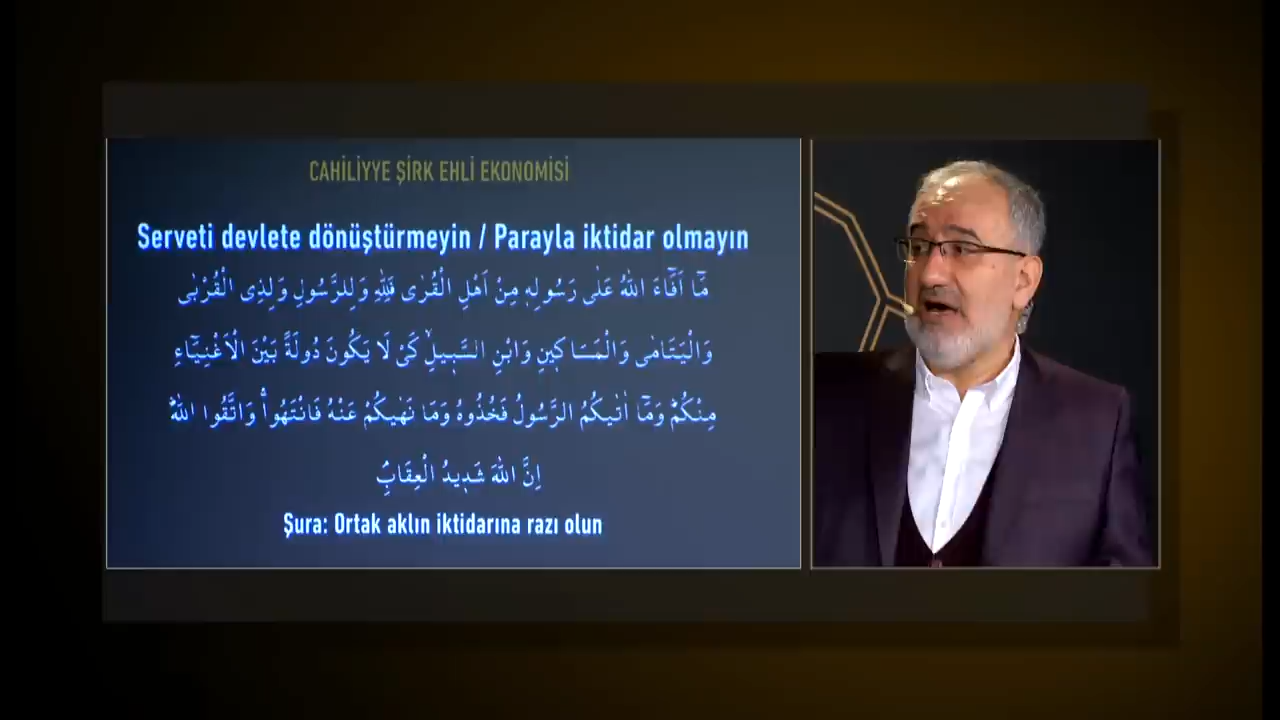 CAHİLİYYE ŞİRK EHLİ EKONOMİSİ
Serveti devlete dönüştürmeyin / Parayla iktidar olmayın
مَٓا اَفَٓاءَ اللّٰهُ عَلٰى رَسُولِهٖ مِنْ اَهْلِ الْقُرٰى فَلِلّٰهِ وَلِلرَّسُولِ وَلِذِى الْقُرْبٰى
وَالْيَتَامٰى وَالْمَسَاكٖينِ وَابْنِ السَّبٖيلِۙ كَىْ لَا يَكُونَ دُولَةً بَيْنَ الْاَغْنِيَٓاءِ
مِنْكُمْؕ وَمَٓا اٰتٰيكُمُ الرَّسُولُ فَخُذُوهُ وَمَا نَهٰيكُمْ عَنْهُ فَانْتَهُواۚ وَاتَّقُوا اللّٰهَؕ
اِنَّ اللّٰهَ شَدٖيدُ الْعِقَابِۢ
Şura: Ortak aklın iktidarına razı olun